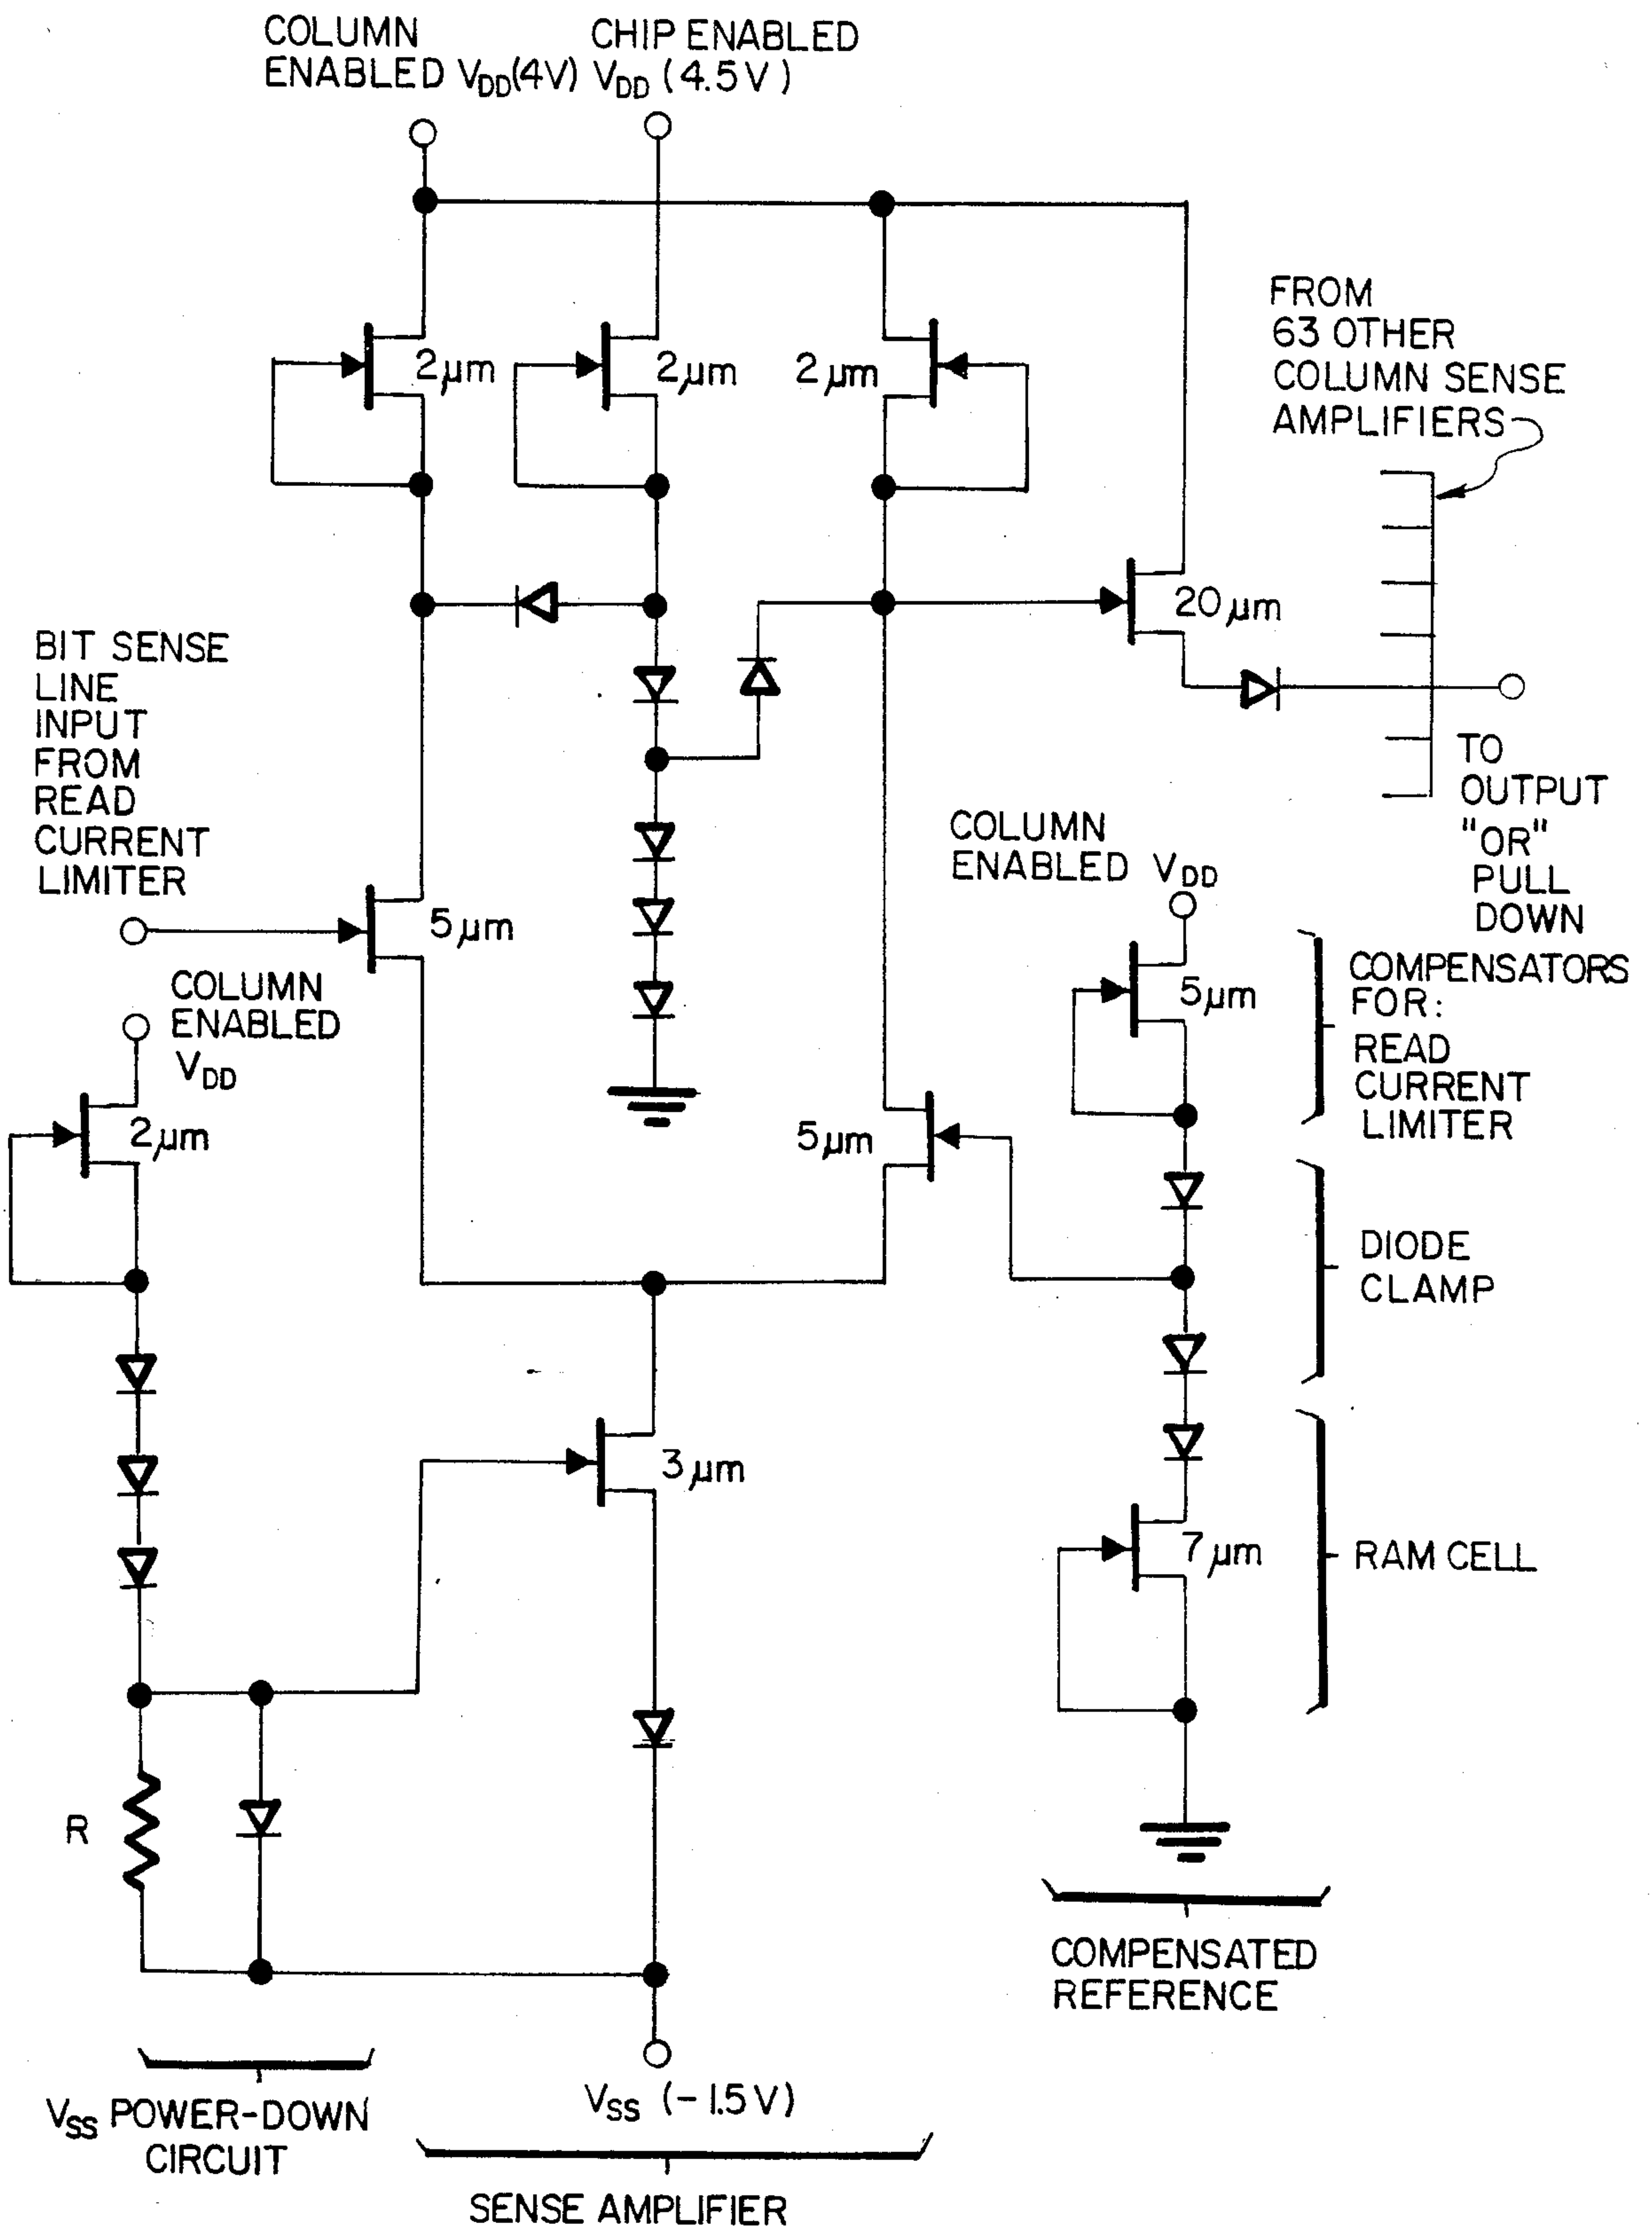 COLUMN
ENABLED VDD(4V)
CHIP ENABLED
VDD (4.5V)
2μm
2μm
2μm
FROM
63 OTHER
COLUMN SENSE
AMPLIFIERS
20μm
BIT SENSE
LINE
INPUT
FROM
READ
CURRENT
LIMITER
5μm
TO
OUTPUT
"OR"
PULL
DOWN
COLUMN
ENABLED VDD
5μm
COMPENSATORS
FOR:
READ
CURRENT
LIMITER
COLUMN
ENABLED
VDD
2μm
5μm
DIODE
CLAMP
3μm
7μm
RAM CELL
R
COMPENSATED
REFERENCE
VSS (-1.5V)
VSS POWER-DOWN
CIRCUIT
SENSE AMPLIFIER